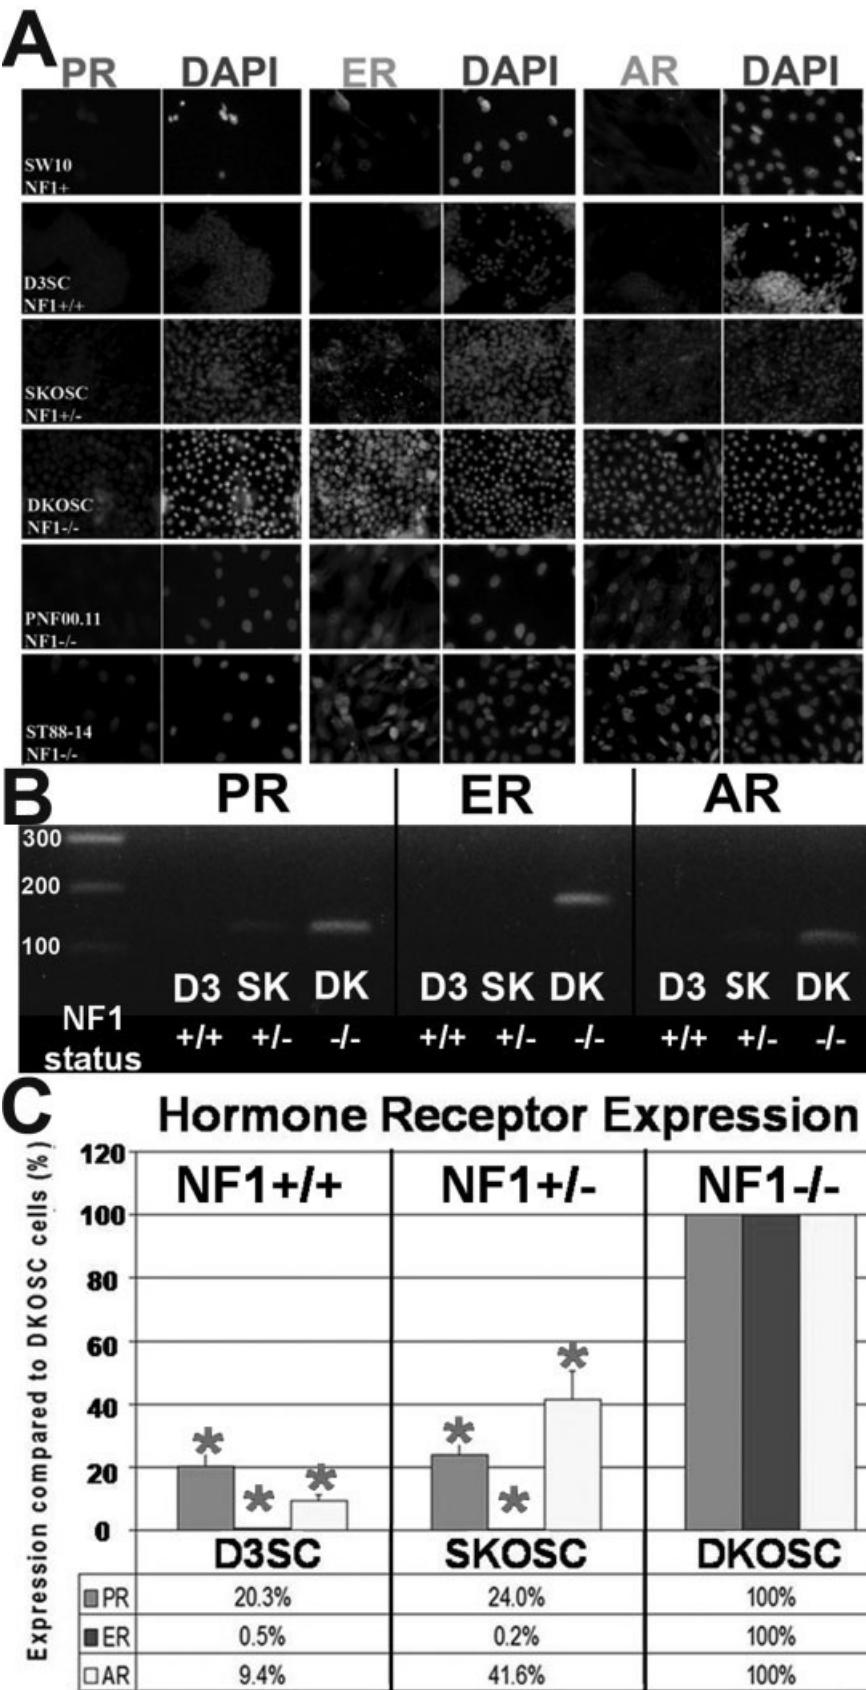 A
PR DAPI ER DAPI AR DAPI
SW10
NF1+
D3SC
NF1+/+
SKOSC
NF1+/-
DKOSC
NF1-/-
PNF00.11
NF1-/-
ST88-14
NF1-/-
B
PR ER AR
300
200
100
D3 SK DK D3 SK DK D3 SK DK
NF1 status +/+ +/- -/- +/+ +/- -/- +/+ +/- -/-
C
Hormone Receptor Expression
Expression compared to DKOSC cells (%)
120
100
80
60
40
20
0
NF1+/+ NF1+/- NF1-/-
* * * * * *
D3SC SKOSC DKOSC
PR 20.3% 24.0% 100%
ER 0.5% 0.2% 100%
AR 9.4% 41.6% 100%